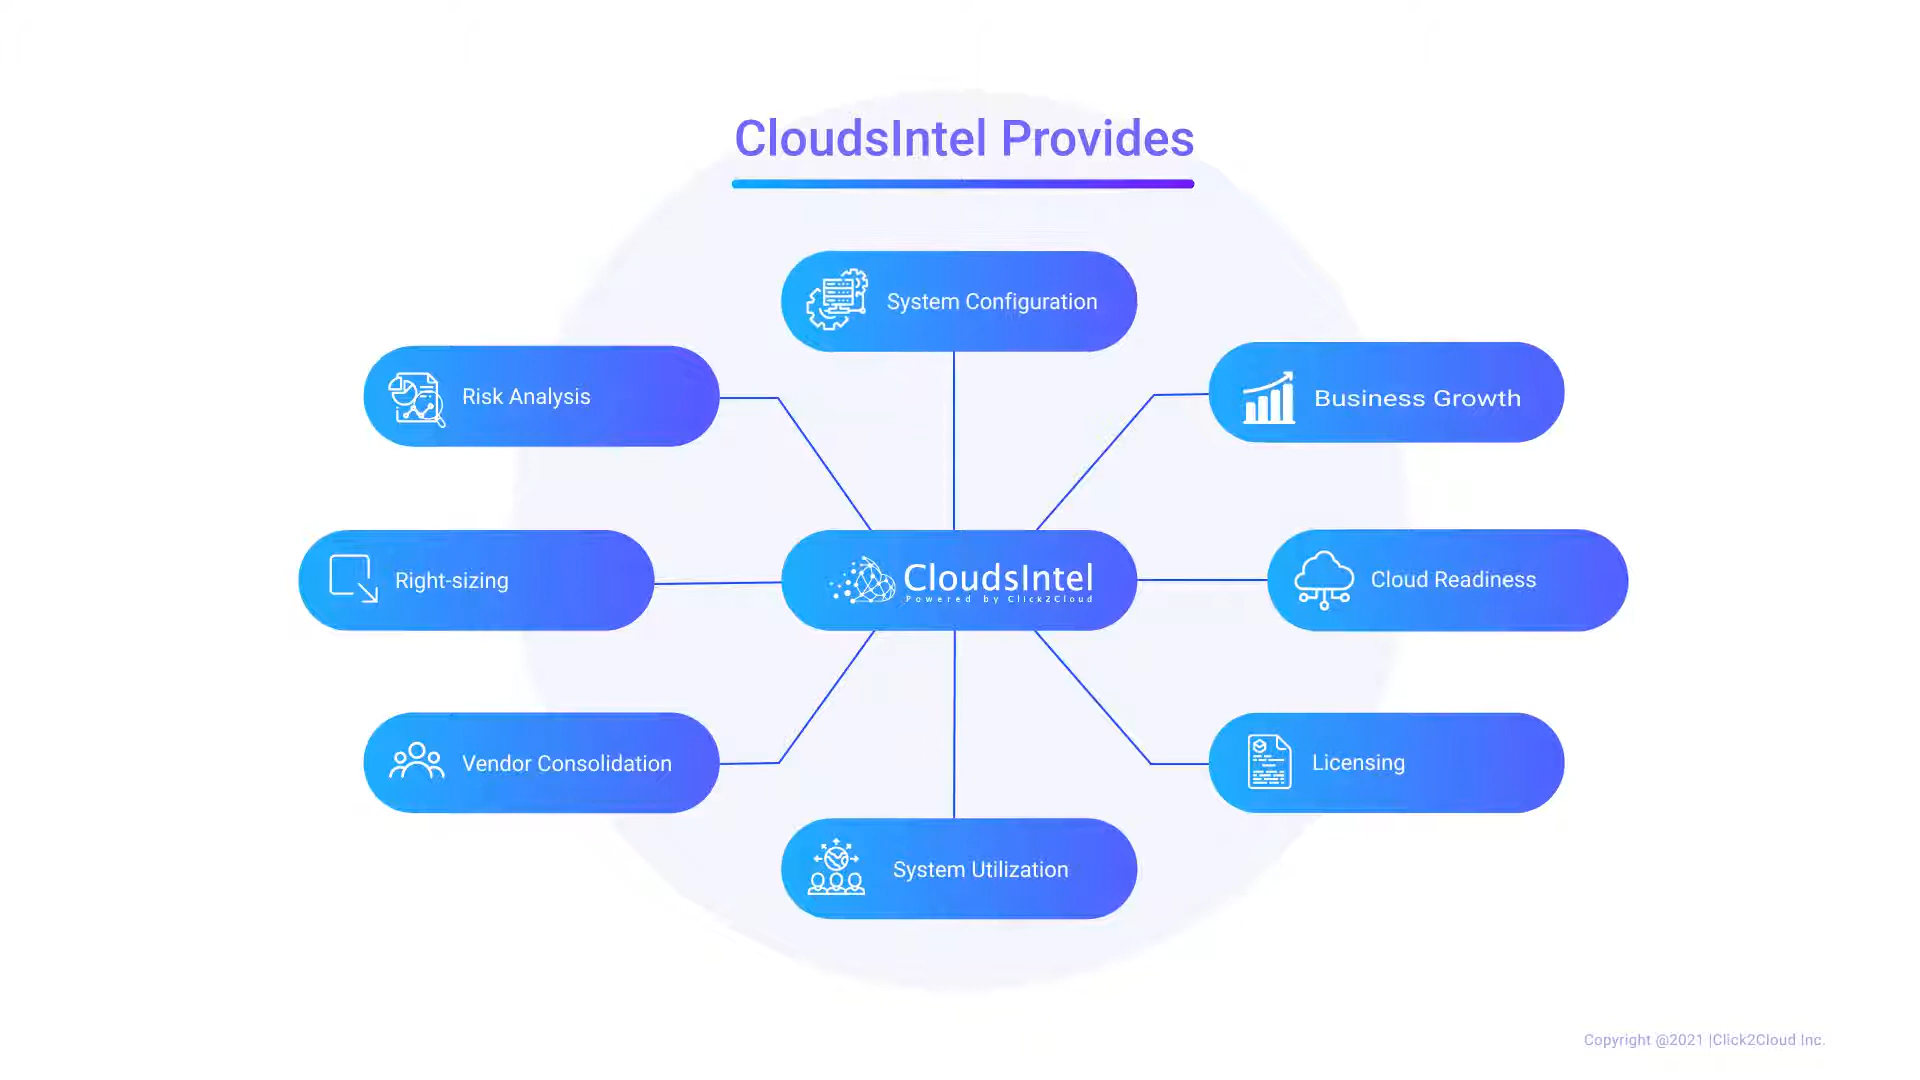 CloudsIntel Provides
System Configuration
Risk Analysis
Business Growth
Right-sizing
CloudsIntel
Powered by Click2Cloud
Cloud Readiness
Vendor Consolidation
Licensing
System Utilization
Copyright @2021 |Click2Cloud Inc.